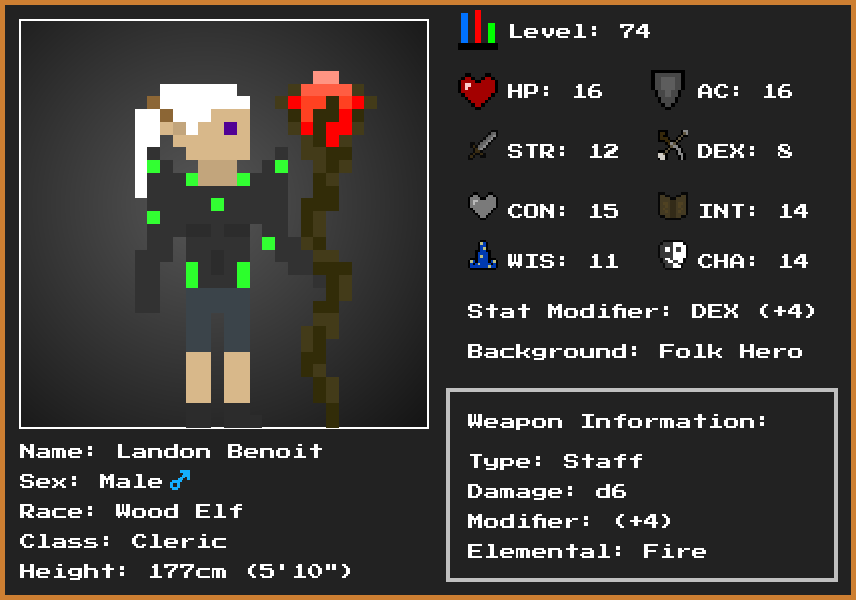 Level: 74
HP: 16 AC: 16
STR: 12 DEX: 8
CON: 15 INT: 14
WIS: 11 CHA: 14
Stat Modifier: DEX (+4)
Background: Folk Hero
Weapon Information:
Type: Staff
Damage: d6
Modifier: (+4)
Elemental: Fire
Name: Landon Benoit
Sex: Male♂
Race: Wood Elf
Class: Cleric
Height: 177cm (5'10")